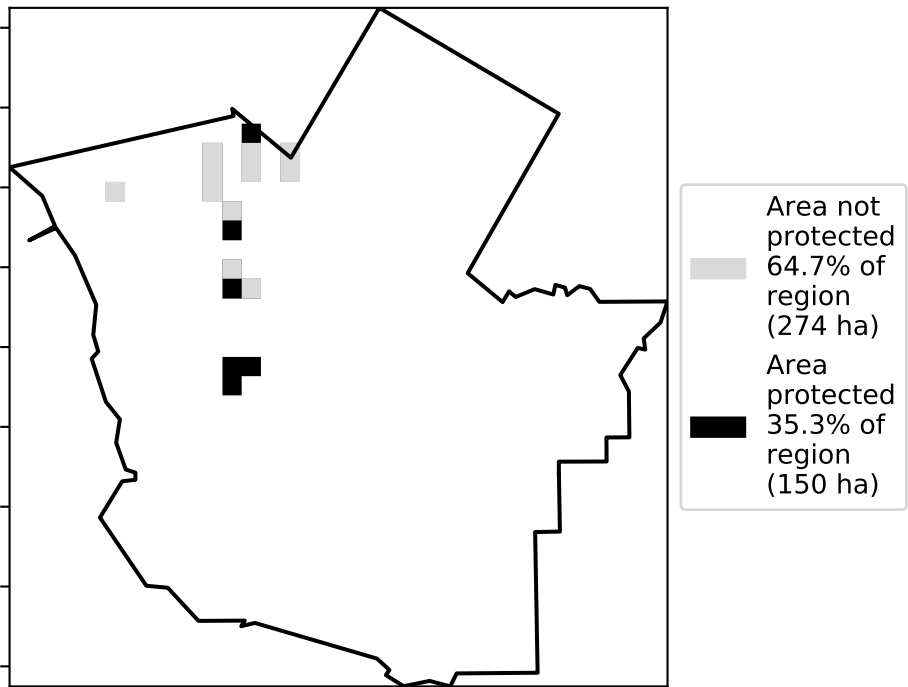 Area not
protected
64.7% of
region
(274 ha)
Area
protected
35.3% of
region
(150 ha)